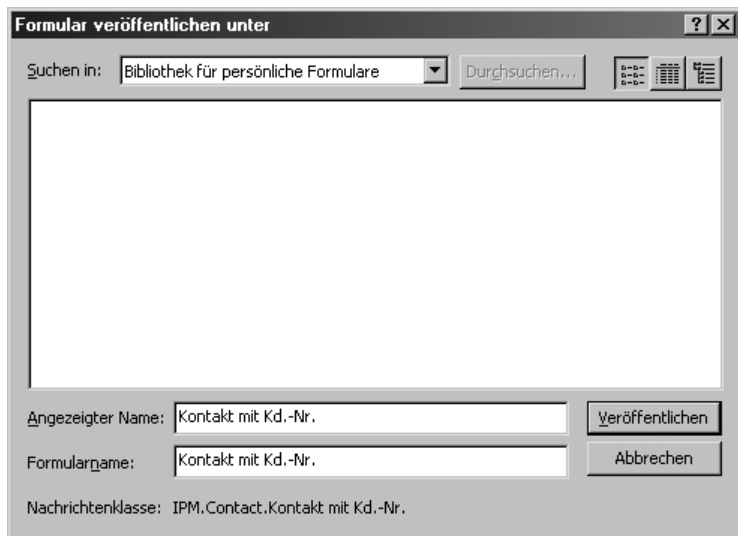 Formular veröffentlichen unter
Suchen in: Bibliothek für persönliche Formulare Durchsuchen...
Angezeigter Name: Kontakt mit Kd.-Nr. Veröffentlichen
Formularname: Kontakt mit Kd.-Nr. Abbrechen
Nachrichtenklasse: IPM.Contact.Kontakt mit Kd.-Nr.